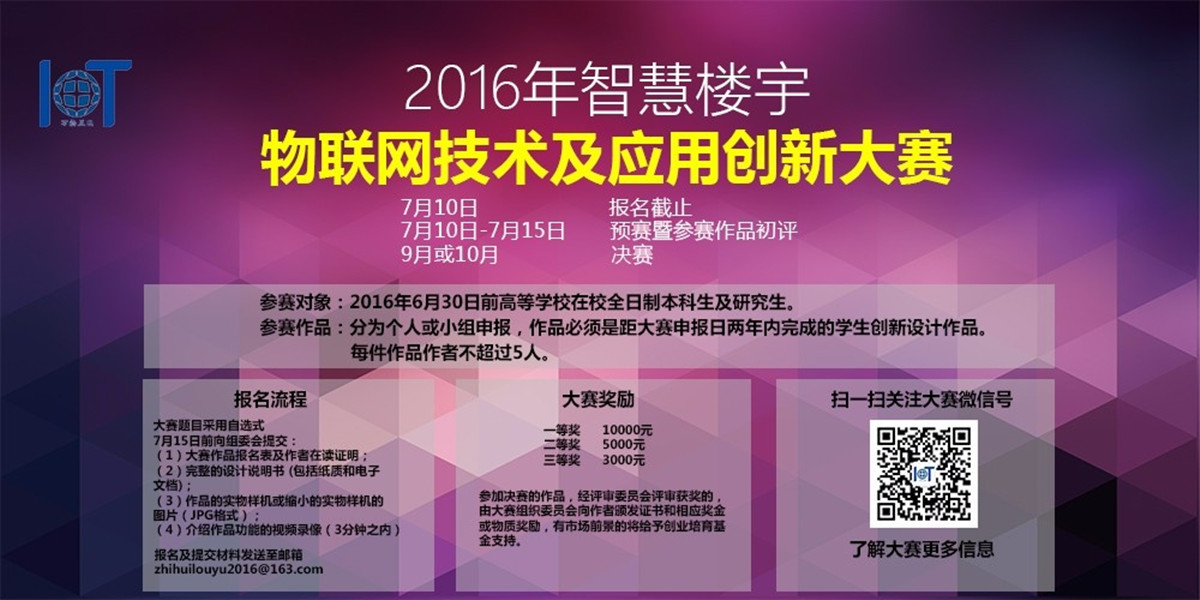 IoT
2016年智慧楼宇
物联网技术及应用创新大赛
7月10日 报名截止
7月10日-7月15日 预赛暨参赛作品初评
9月或10月 决赛
参赛对象：2016年6月30日前高等学校在校全日制本科生及研究生。
参赛作品：分为个人或小组申报，作品必须是距大赛申报日两年内完成的学生创新设计作品。
每件作品作者不超过5人。
报名流程
大赛题目采用自选式
7月15日前向组委会提交：
（1）大赛作品报名表及作者在读证明；
（2）完整的设计说明书 (包括纸质和电子
文档)；
（3）作品的实物样机或缩小的实物样机的
图片（JPG格式）；
（4）介绍作品功能的视频录像（3分钟之内）
报名及提交材料发送至邮箱
zhihuilouyu2016@163.com
大赛奖励
一等奖 10000元
二等奖 5000元
三等奖 3000元
参加决赛的作品，经评审委员会评审获奖的，
由大赛组织委员会向作者颁发证书和相应奖金
或物质奖励，有市场前景的将给予创业培育基
金支持。
扫一扫关注大赛微信号
IoT
了解大赛更多信息